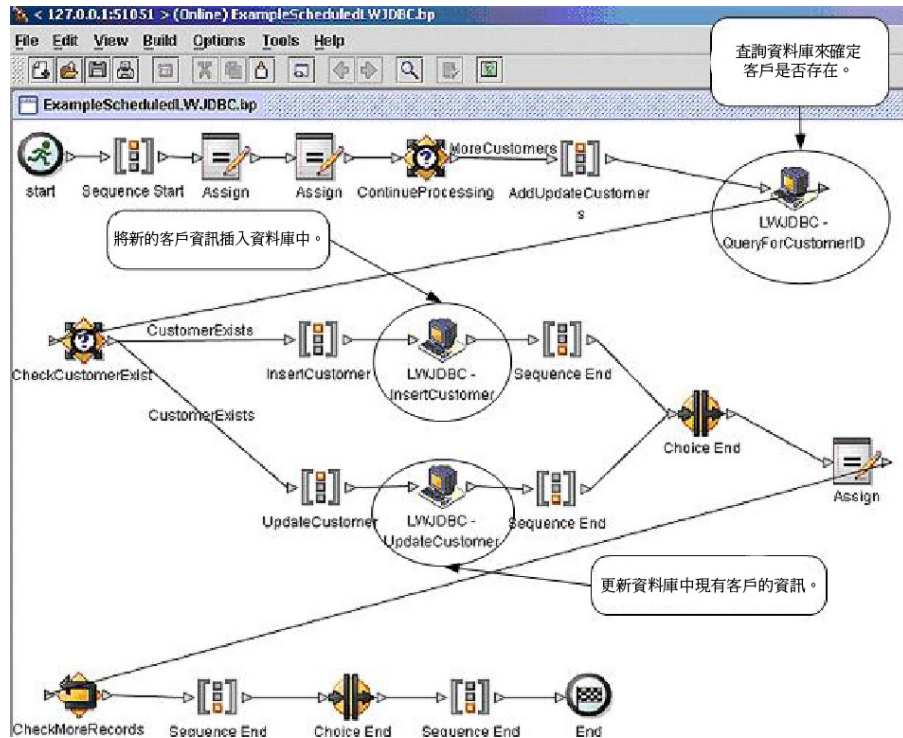 < 127.0.0.1:51051 > (Online) ExampleScheduledLWJDBC.bp
File Edit View Build Options Tools Help
ExampleScheduledLWJDBC.bp
查詢資料庫來確定
客戶是否存在。
start
Sequence Start
Assign
Assign
ContinueProcessing
MoreCustomers
AddUpdateCustomer
s
LWJDBC -
QueryForCustomerID
將新的客戶資訊插入資料庫中。
CheckCustomerExist
CustomerExists
InsertCustomer
LWJDBC -
InsertCustomer
Sequence End
CustomerExists
Choice End
UpdateCustomer
LWJDBC -
UpdateCustomer
Sequence End
Assign
更新資料庫中現有客戶的資訊。
CheckMoreRecords
Sequence End
Choice End
Sequence End
End